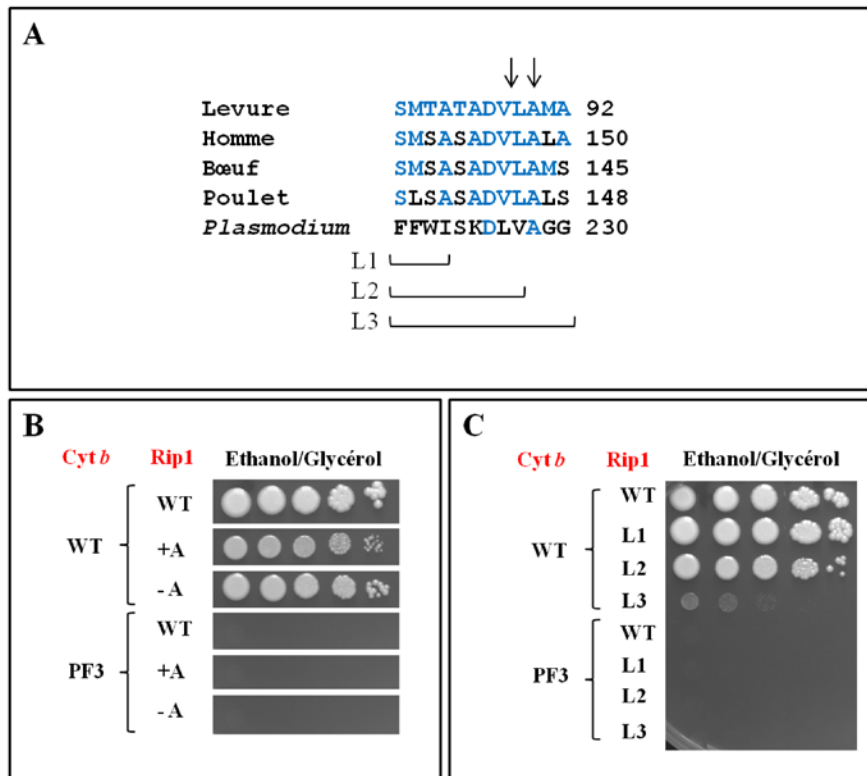 A
Levure SMTATADVLAMA 92
Homme SMSASADVLALA 150
Bœuf SMSASADVLAMS 145
Poulet SLSASADVLALS 148
Plasmodium FFWISKDLVAGG 230
L1
L2
L3
B
Cyt b Rip1 Ethanol/Glycérol
WT
WT
+A
-A
PF3
WT
+A
-A
C
Cyt b Rip1 Ethanol/Glycérol
WT
WT
L1
L2
L3
PF3
WT
L1
L2
L3